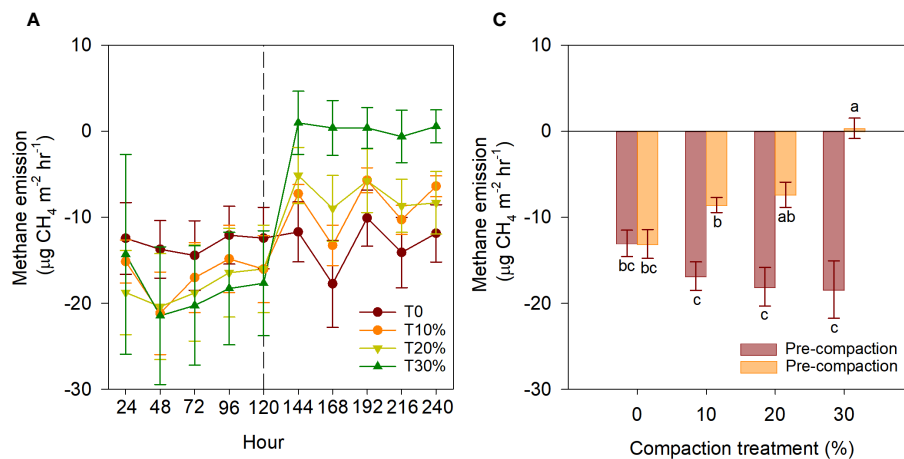 A
Methane emission
(µg CH₄ m⁻² hr⁻¹)
10
0
-10
-20
-30
24 48 72 96 120 144 168 192 216 240
Hour
T0
T10%
T20%
T30%
C
Methane emission
(µg CH₄ m⁻² hr⁻¹)
10
0
-10
-20
-30
bc bc c b c ab c a
Pre-compaction
Pre-compaction
0 10 20 30
Compaction treatment (%)